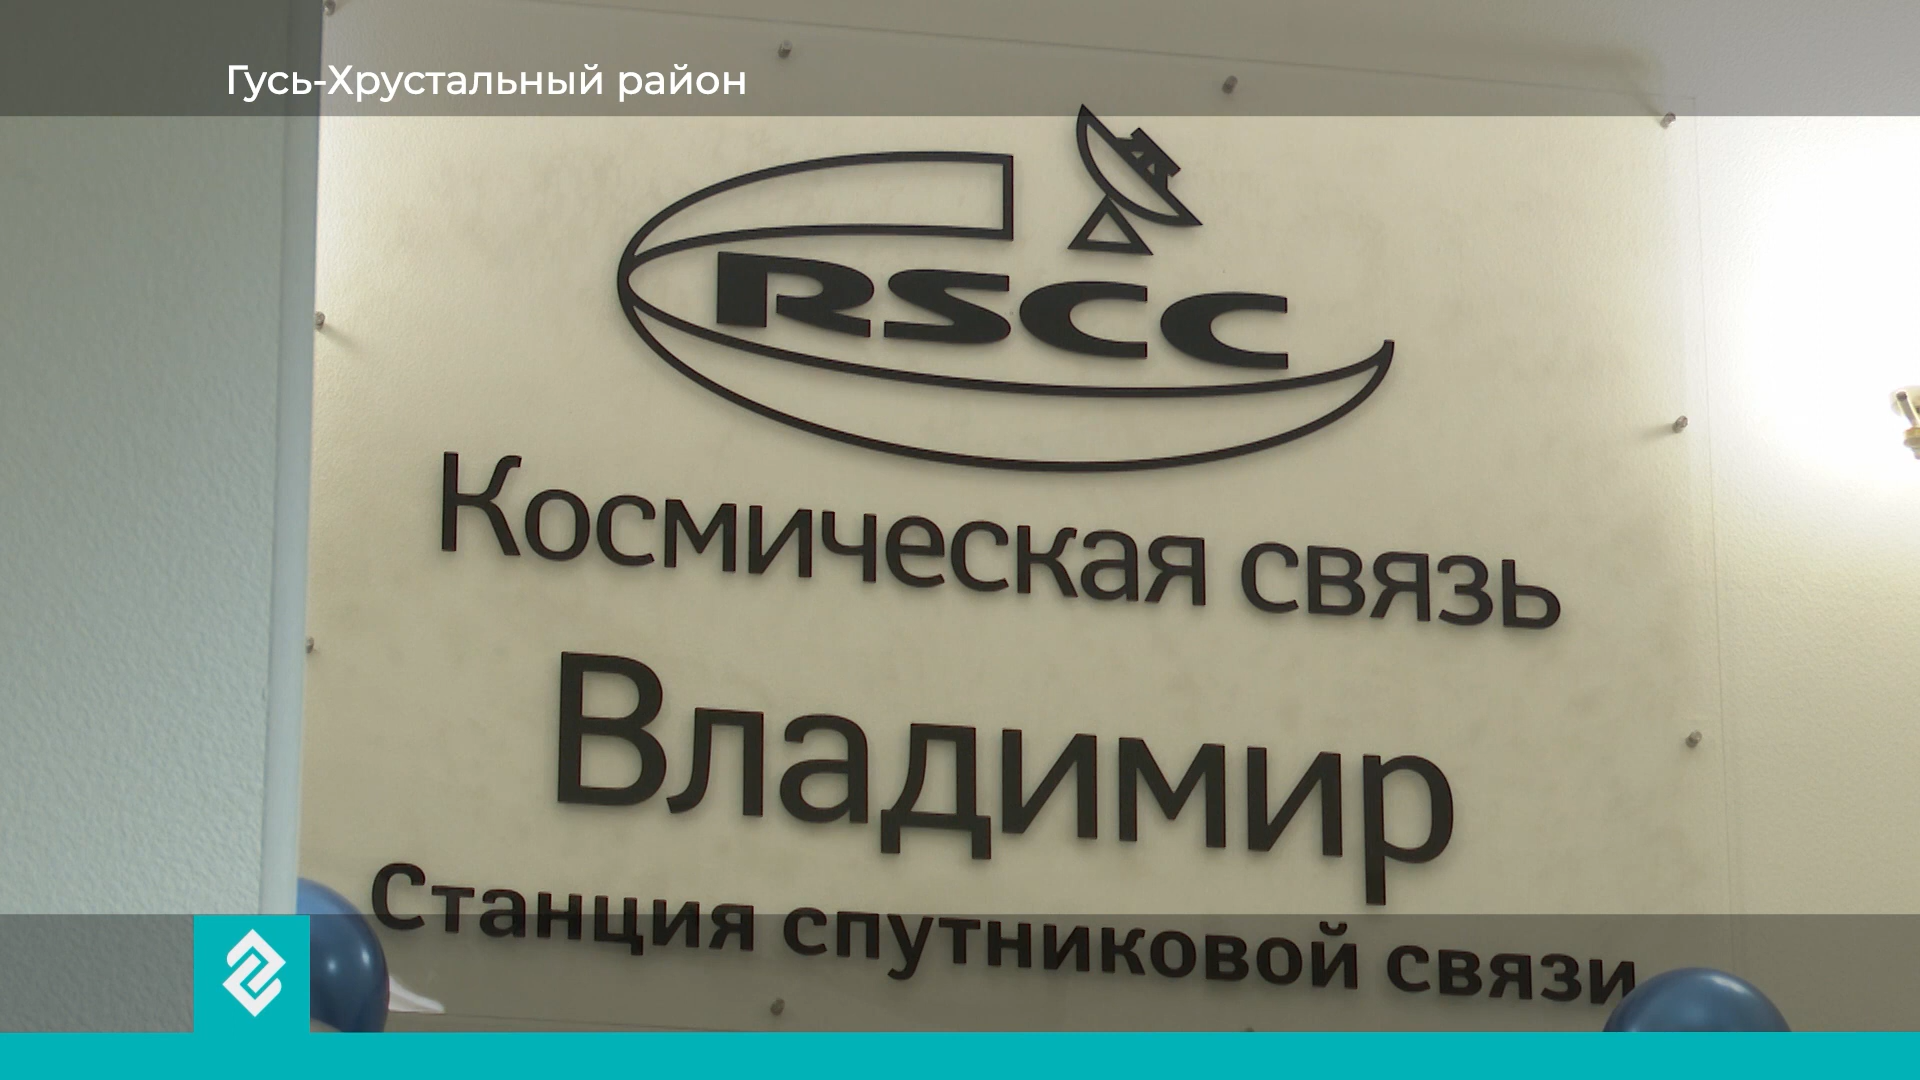 Гусь-Хрустальный район
RSCC
Космическая связь
Владимир
Станция спутниковой связи